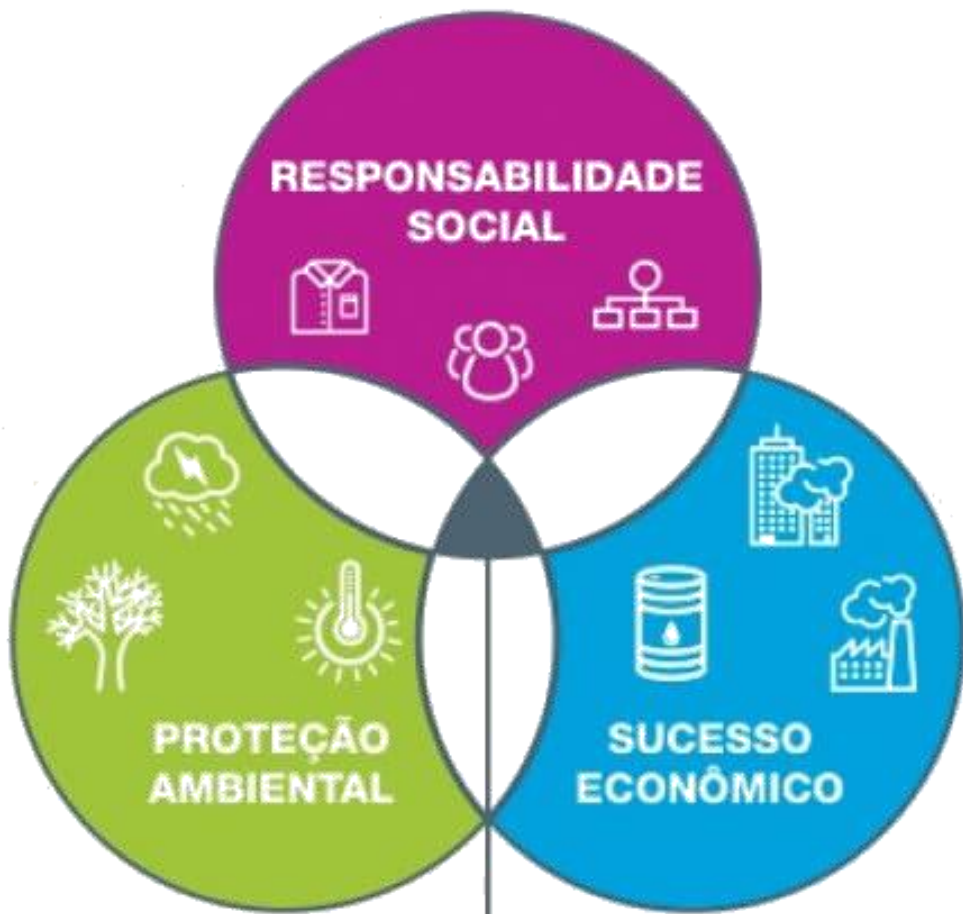 RESPONSABILIDADE
SOCIAL
PROTEÇÃO
AMBIENTAL
SUCESSO
ECONÔMICO